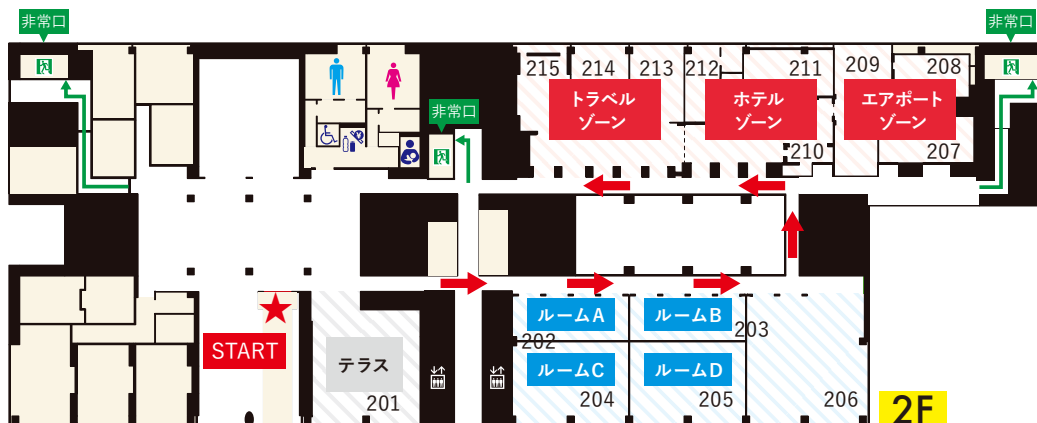 非常口
非常口
非常口
215
214
213
212
211
209
208
トラベル
ゾーン
ホテル
ゾーン
エアポート
ゾーン
210
207
START
テラス
201
ルームA
ルームB
202
203
ルームC
ルームD
204
205
206
2F